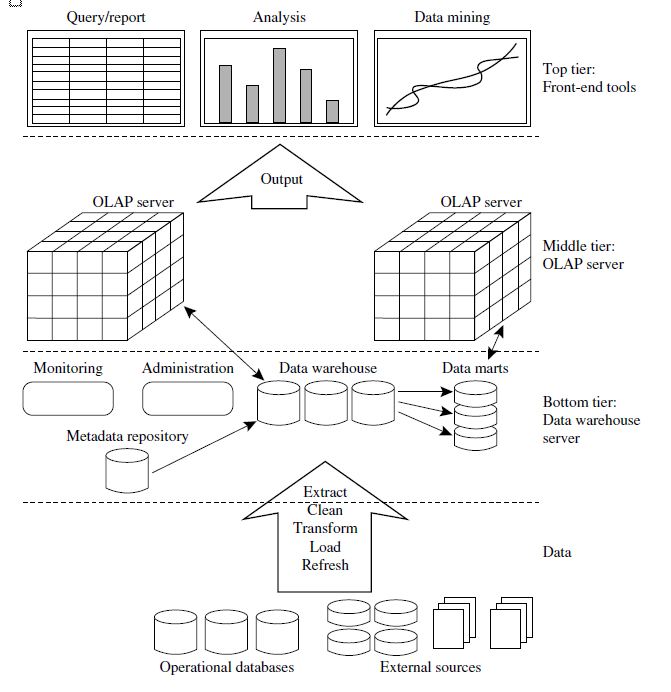 Query/report
Analysis
Data mining
Top tier:
Front-end tools
Output
OLAP server
OLAP server
Middle tier:
OLAP server
Monitoring
Administration
Data warehouse
Data marts
Bottom tier:
Data warehouse
server
Metadata repository
Extract
Clean
Transform
Load
Refresh
Data
Operational databases
External sources